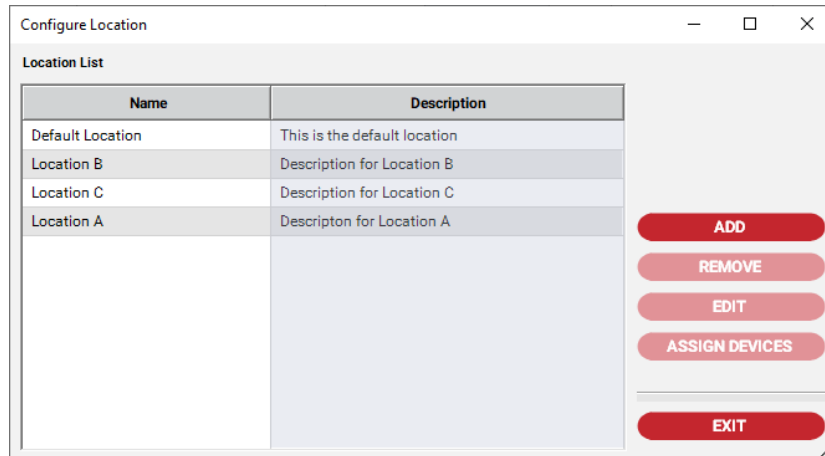 Configure Location
Location List
Name Description
Default Location This is the default location
Location B Description for Location B
Location C Description for Location C
Location A Descripton for Location A
ADD
REMOVE
EDIT
ASSIGN DEVICES
EXIT